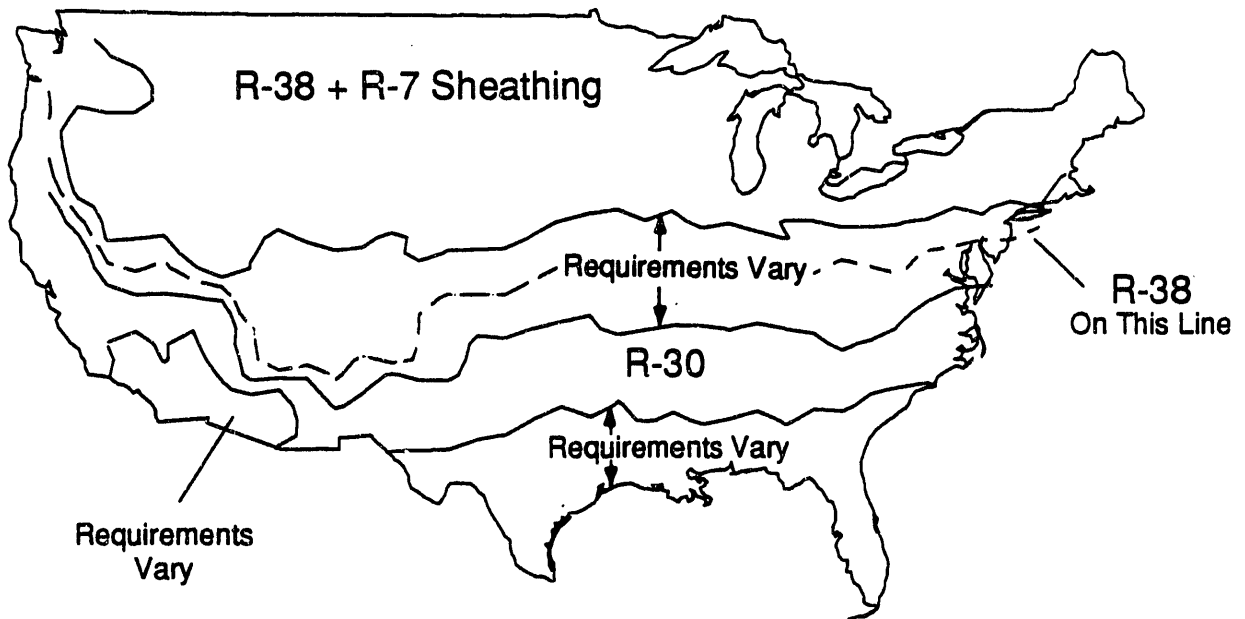 R-38 + R-7 Sheathing
Requirements Vary
R-38
On This Line
R-30
Requirements Vary
Requirements
Vary